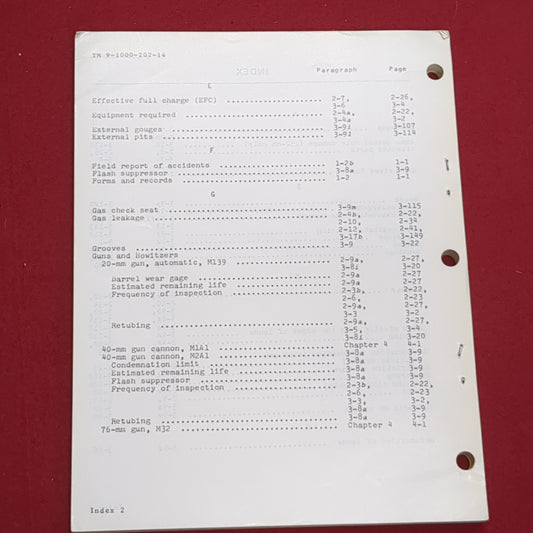 TM 9-1000-202-14
Paragraph Page
E
Effective full charge (EFC) .................. 2-7, 2-26,
3-6 3-4
Equipment required .......................... 2-4a, 2-22,
3-4a 3-2
External gouges ............................. 3-9i 3-107
External pits ............................... 3-9i 3-114
F
Field report of accidents ................... 1-2b 1-1
Flash suppressor ............................ 3-8a 3-9
Forms and records ........................... 1-2 1-1
G
Gas check seat .............................. 3-9m 3-115
Gas leakage ................................. 2-4b, 2-22,
2-10, 2-34
2-12, 2-41,
3-17b 3-149
Grooves ..................................... 3-9 3-22
Guns and Howitzers
20-mm gun, automatic, M139 ................ 2-9a, 2-27,
3-8i 3-20
Barrel wear gage ........................ 2-9a 2-27
Estimated remaining life ................ 2-9a 2-27
Frequency of inspection ................. 2-3b, 2-22,
2-6, 2-23
2-9a, 2-27,
3-3 3-2
Retubing ................................ 2-9a, 2-27,
3-5, 3-4
3-8i 3-20
40-mm gun cannon, M1A1 .................... Chapter 4 4-1
40-mm gun cannon, M2A1 .................... 3-8a 3-9
Condemnation limit ...................... 3-8a 3-9
Estimated remaining life ................ 3-8a 3-9
Flash suppressor ........................ 3-8a 3-9
Frequency of inspection ................. 2-3b, 2-22,
2-6, 2-23
3-3, 3-2,
3-8a 3-9
Retubing ................................ 3-8a 3-9
76-mm gun, M32 ............................ Chapter 4 4-1
Index 2